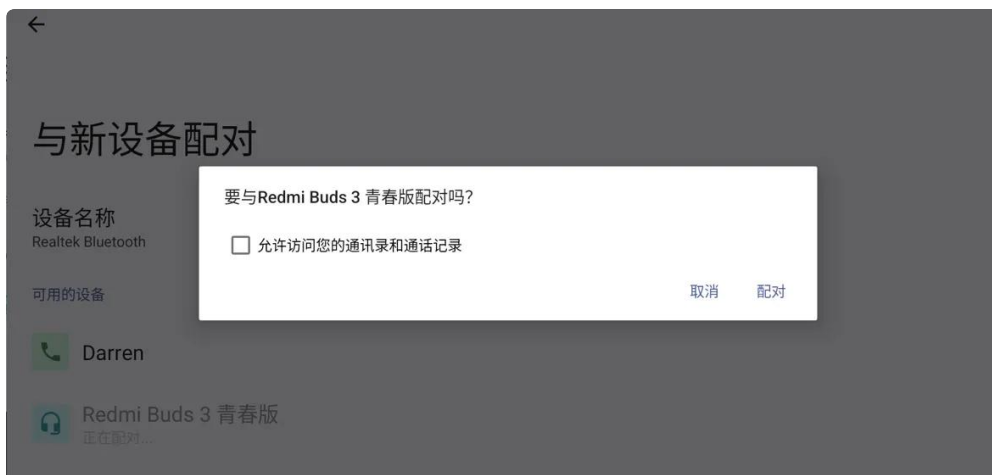 与新设备配对
要与Redmi Buds 3 青春版配对吗?
设备名称
Realtek Bluetooth
允许访问您的通讯录和通话记录
可用的设备
取消
配对
Darren
Redmi Buds 3 青春版
正在配对...